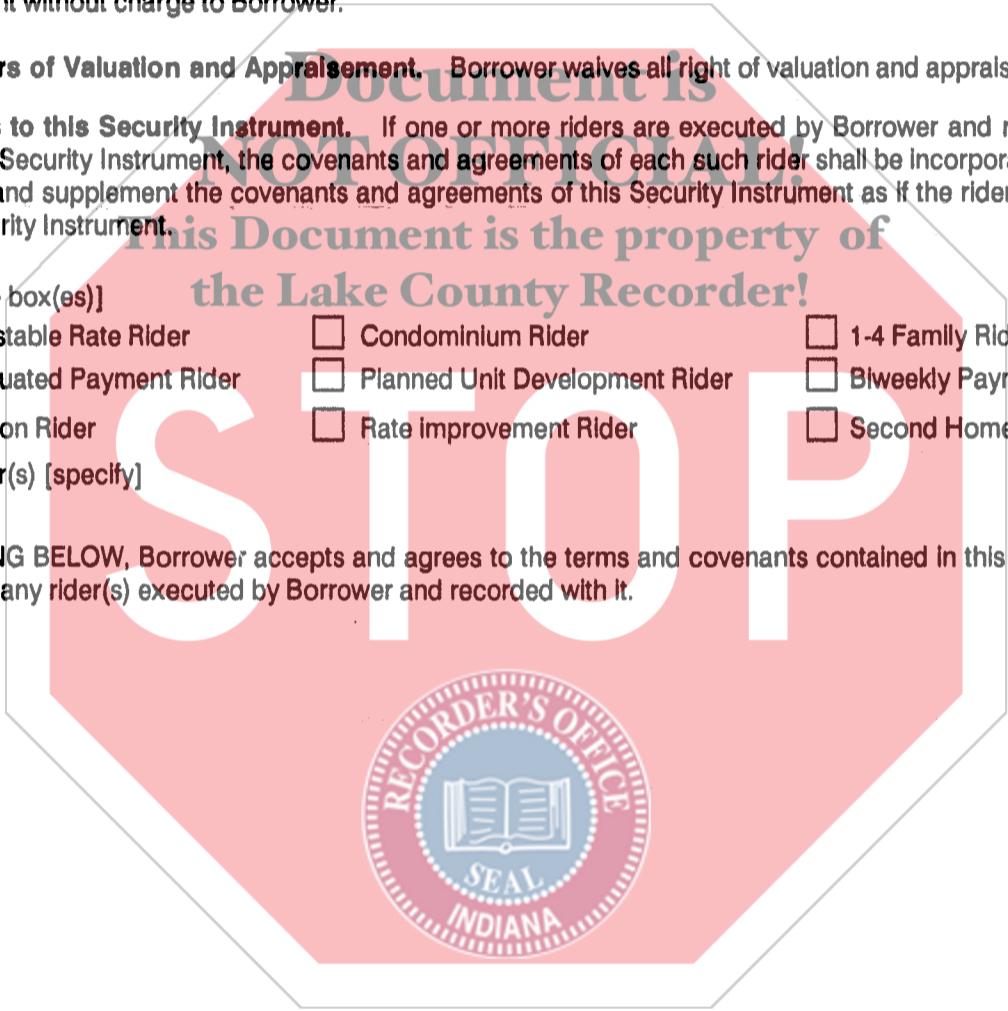 without charge to Borrower.
rs of Valuation and Appraisement. Borrower waives all right of valuation and apprais
Document is
to this Security Instrument. If one or more riders are executed by Borrower and r
NOT OFFICIAL!
Security Instrument, the covenants and agreements of each such rider shall be incorpor
nd supplement the covenants and agreements of this Security Instrument as if the rider
rity Instrument.
This Document is the property of
the Lake County Recorder!
box(es)]
stable Rate Rider Condominium Rider 1-4 Family Rid
uated Payment Rider Planned Unit Development Rider Biweekly Payr
on Rider Rate improvement Rider Second Home
r(s) [specify]
STOP
G BELOW, Borrower accepts and agrees to the terms and covenants contained in this
any rider(s) executed by Borrower and recorded with it.
RECORDER'S OFFICE
SEAL
INDIANA